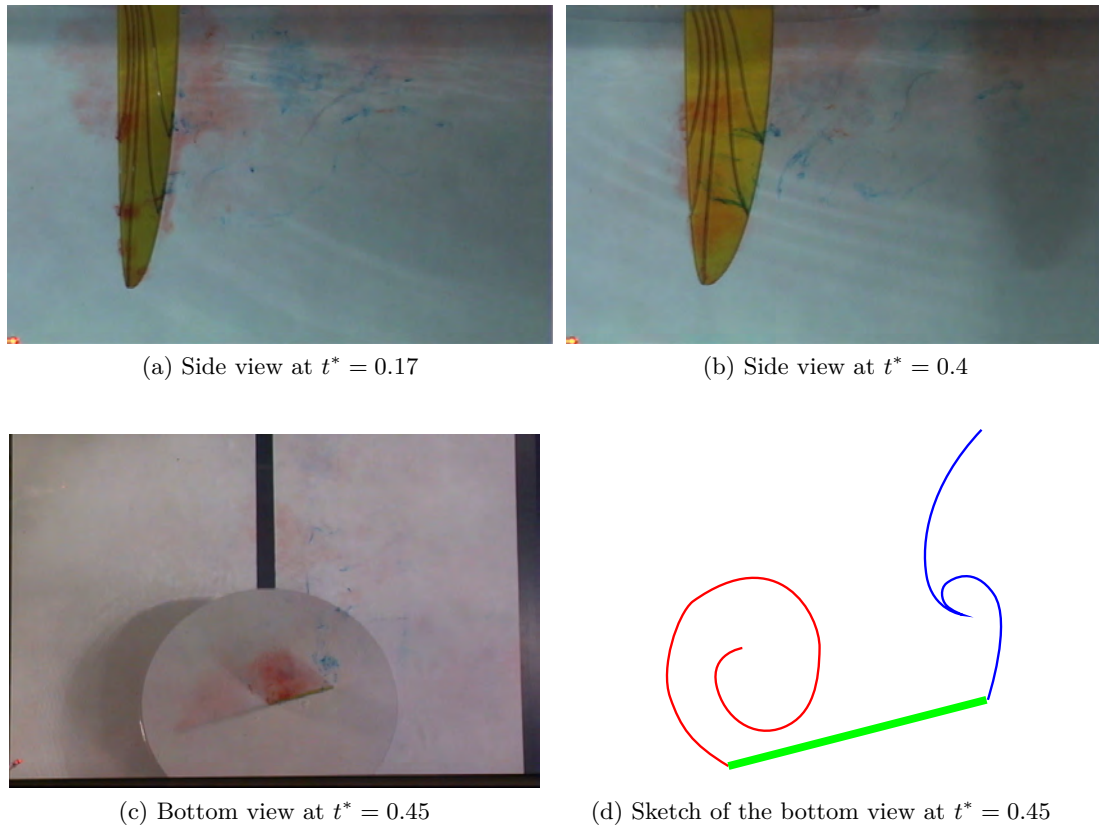 (a) Side view at t* = 0.17
(b) Side view at t* = 0.4
(c) Bottom view at t* = 0.45
(d) Sketch of the bottom view at t* = 0.45